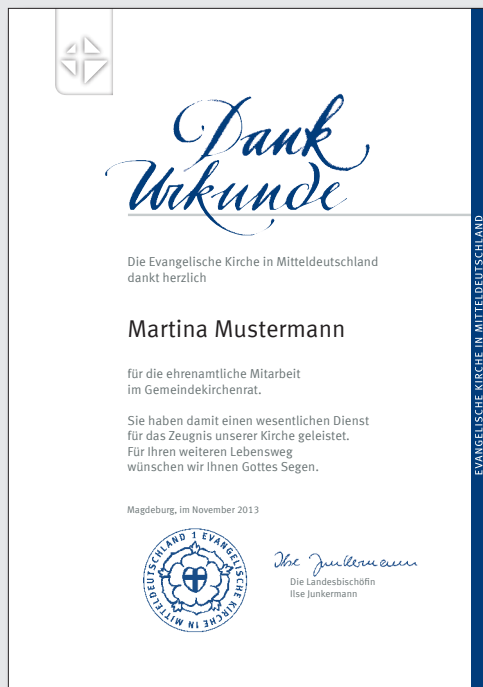 Dank
Urkunde
Die Evangelische Kirche in Mitteldeutschland
dankt herzlich
Martina Mustermann
für die ehrenamtliche Mitarbeit
im Gemeindekirchenrat.
Sie haben damit einen wesentlichen Dienst
für das Zeugnis unserer Kirche geleistet.
Für Ihren weiteren Lebensweg
wünschen wir Ihnen Gottes Segen.
Magdeburg, im November 2013
1 EVANGELISCHE KIRCHE IN MITTELDEUTSCHLAND
Ilse Junkermann
Die Landesbischöfin
Ilse Junkermann
EVANGELISCHE KIRCHE IN MITTELDEUTSCHLAND